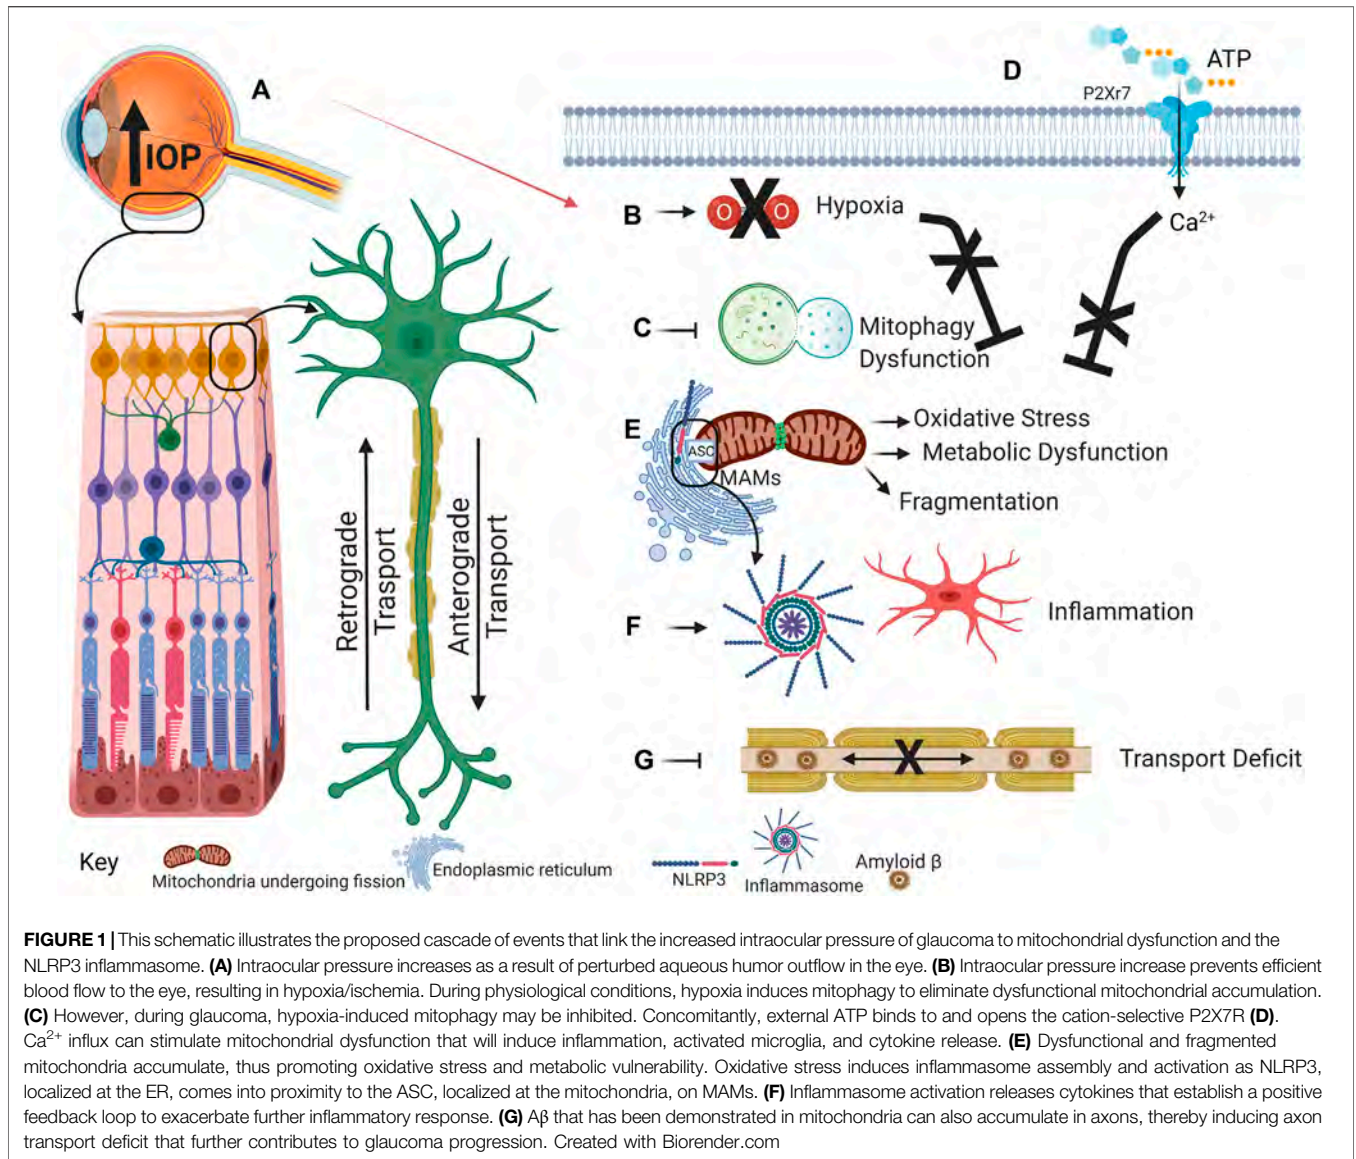 A
IOP
D
ATP
P2Xr7
B
O
O
Hypoxia
Ca2+
C
Mitophagy
Dysfunction
E
ASC
MAMs
Oxidative Stress
Metabolic Dysfunction
Fragmentation
Retrograde
Trasport
Anterograde
Transport
F
Inflammation
G
X
Transport Deficit
Key
Mitochondria undergoing fission
Endoplasmic reticulum
NLRP3
Inflammasome
Amyloid β
FIGURE 1 | This schematic illustrates the proposed cascade of events that link the increased intraocular pressure of glaucoma to mitochondrial dysfunction and the
NLRP3 inflammasome. (A) Intraocular pressure increases as a result of perturbed aqueous humor outflow in the eye. (B) Intraocular pressure increase prevents efficient
blood flow to the eye, resulting in hypoxia/ischemia. During physiological conditions, hypoxia induces mitophagy to eliminate dysfunctional mitochondrial accumulation.
(C) However, during glaucoma, hypoxia-induced mitophagy may be inhibited. Concomitantly, external ATP binds to and opens the cation-selective P2X7R (D).
Ca2+ influx can stimulate mitochondrial dysfunction that will induce inflammation, activated microglia, and cytokine release. (E) Dysfunctional and fragmented
mitochondria accumulate, thus promoting oxidative stress and metabolic vulnerability. Oxidative stress induces inflammasome assembly and activation as NLRP3,
localized at the ER, comes into proximity to the ASC, localized at the mitochondria, on MAMs. (F) Inflammasome activation releases cytokines that establish a positive
feedback loop to exacerbate further inflammatory response. (G) Aβ that has been demonstrated in mitochondria can also accumulate in axons, thereby inducing axon
transport deficit that further contributes to glaucoma progression. Created with Biorender.com